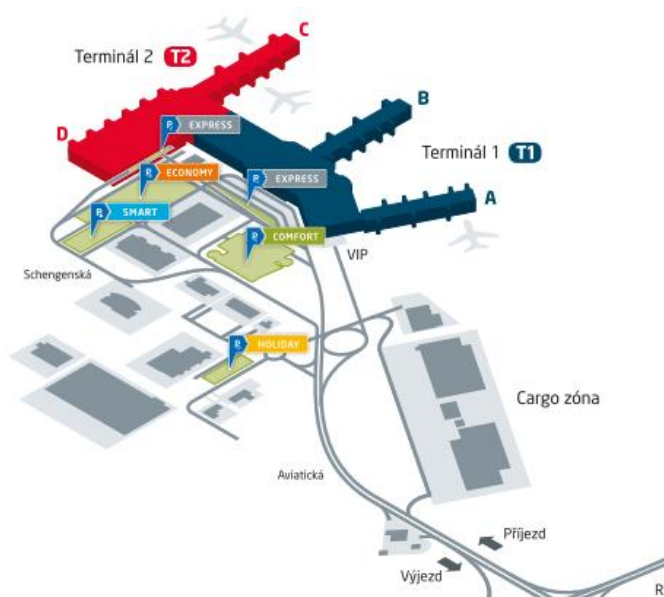 C
Terminál 2 T2
B
D
EXPRESS
Terminál 1 T1
ECONOMY
EXPRESS
A
SMART
COMFORT
VIP
Schengenská
HOLIDAY
Cargo zóna
Aviatická
Příjezd
Výjezd
R